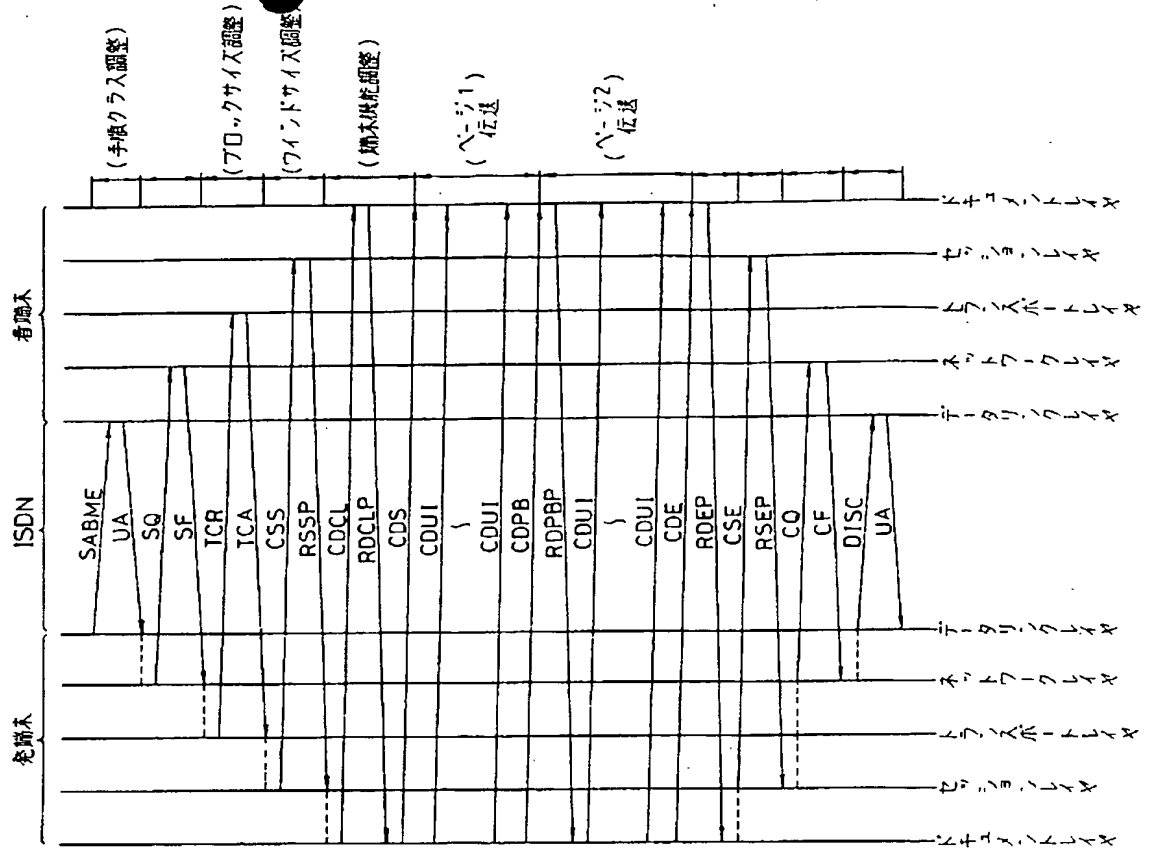 発端末
ISDN
着端末
SABME
UA
SQ
SF
TCR
TCA
CSS
RSSP
CDCL
RDCLP
CDS
CDUI
〜
CDUI
CDPB
RDPBP
CDUI
〜
CDUI
CDE
RDEP
CSE
RSEP
CQ
CF
DISC
UA
(手順クラス調整)
(ブロックサイズ調整)
(ウインドサイズ調整)
(端末機能調整)
(ページ1
伝送)
(ページ2
伝送)
ドキュメントレイヤ
セッションレイヤ
トランスポートレイヤ
ネットワークレイヤ
データリンクレイヤ
データリンクレイヤ
ネットワークレイヤ
トランスポートレイヤ
セッションレイヤ
ドキュメントレイヤ